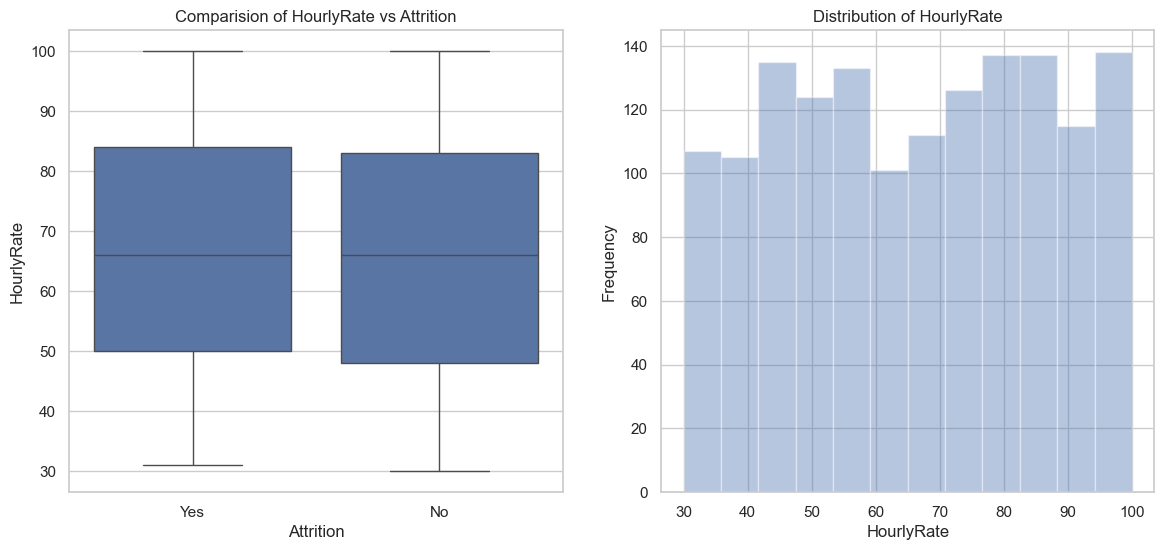 Comparision of HourlyRate vs Attrition
100
90
80
70
60
50
40
30
HourlyRate
Yes No
Attrition
Distribution of HourlyRate
140
120
100
80
60
40
20
0
Frequency
30 40 50 60 70 80 90 100
HourlyRate